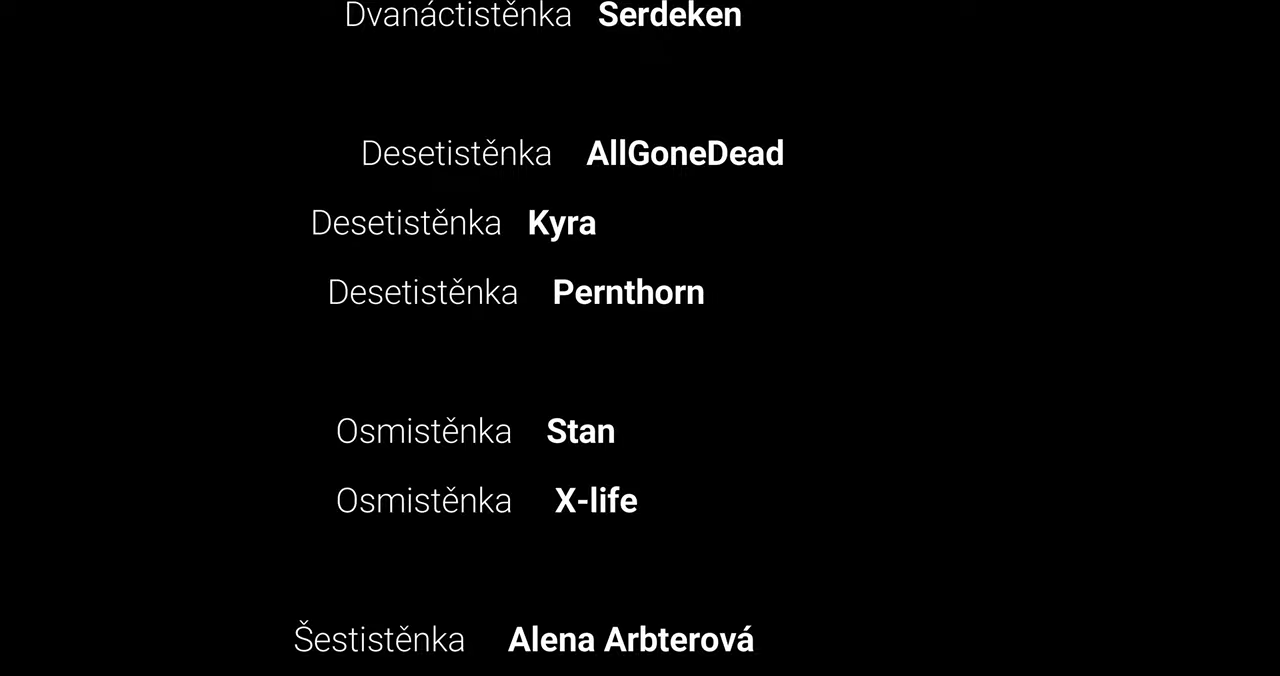 Dvanáctistěnka Serdeken
Desetistěnka AllGoneDead
Desetistěnka Kyra
Desetistěnka Pernthorn
Osmistěnka Stan
Osmistěnka X-life
Šestistěnka Alena Arbterová